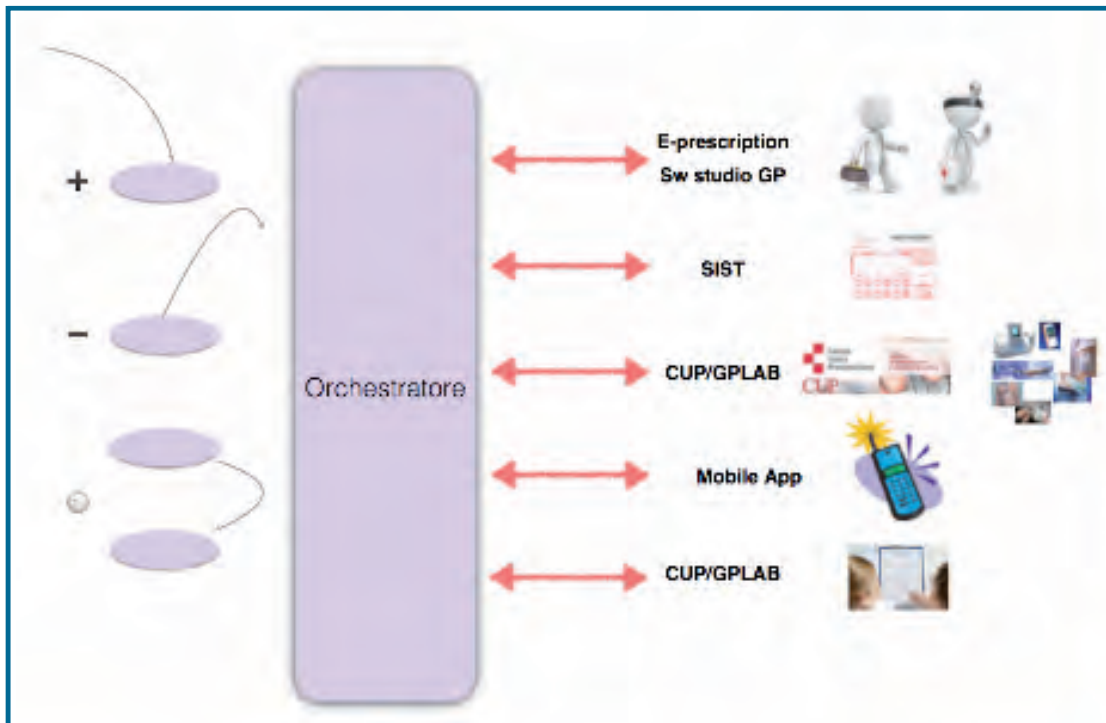 +
−
Orchestratore
E-prescription
Sw studio GP
SIST
CUP/GPLAB
CUP
Mobile App
CUP/GPLAB